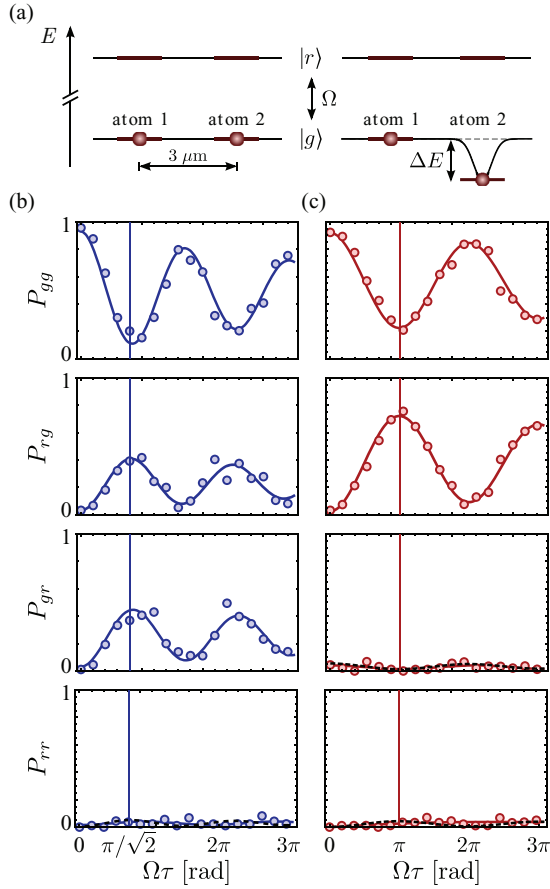 (a)
E
|r⟩
atom 1 atom 2 Ω atom 1 atom 2
|g⟩
3 μm ΔE
(b) (c)
1
P_gg
0
1
P_rg
0
1
P_gr
0
1
P_rr
0
0 π/√2 2π 3π 0 π 2π 3π
Ωτ [rad] Ωτ [rad]